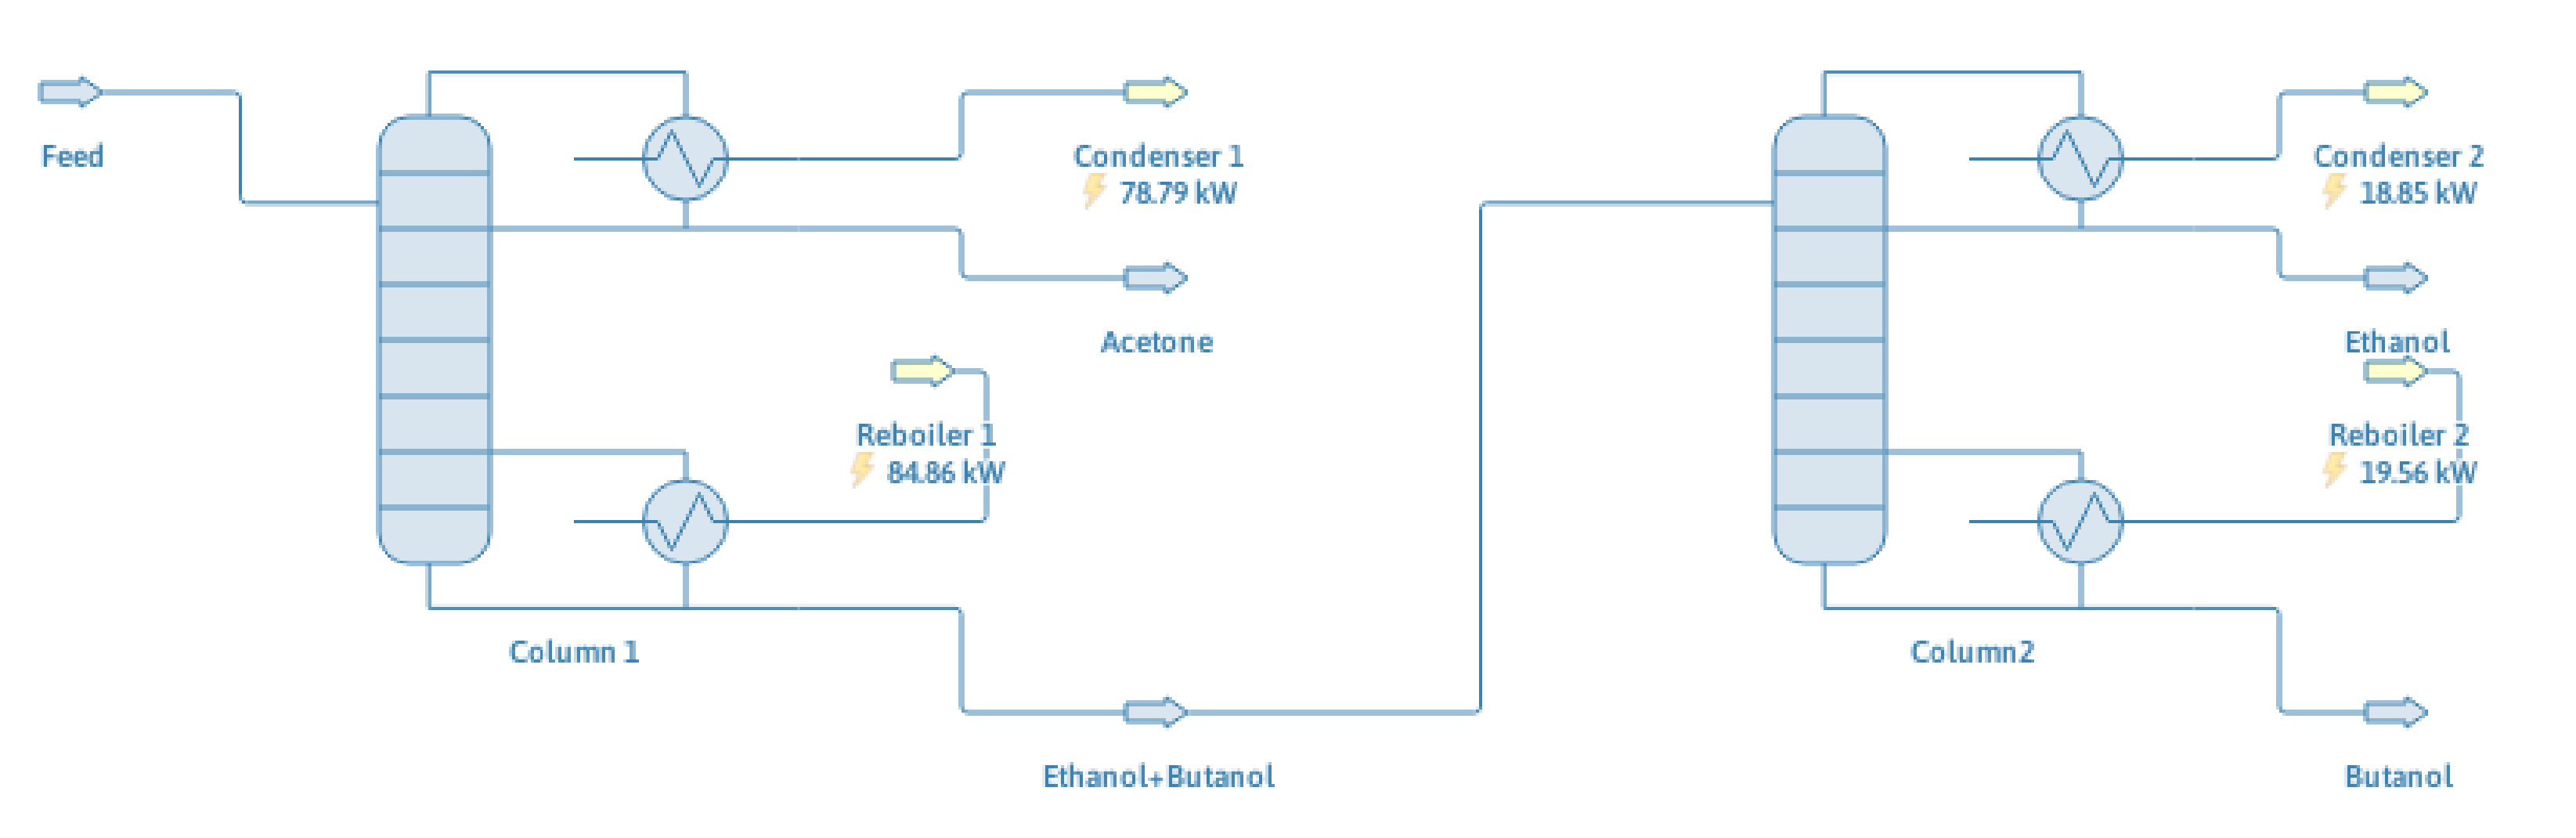 Feed
Condenser 1
78.79 kW
Acetone
Reboiler 1
84.86 kW
Column 1
Ethanol+Butanol
Condenser 2
18.85 kW
Ethanol
Reboiler 2
19.56 kW
Column2
Butanol